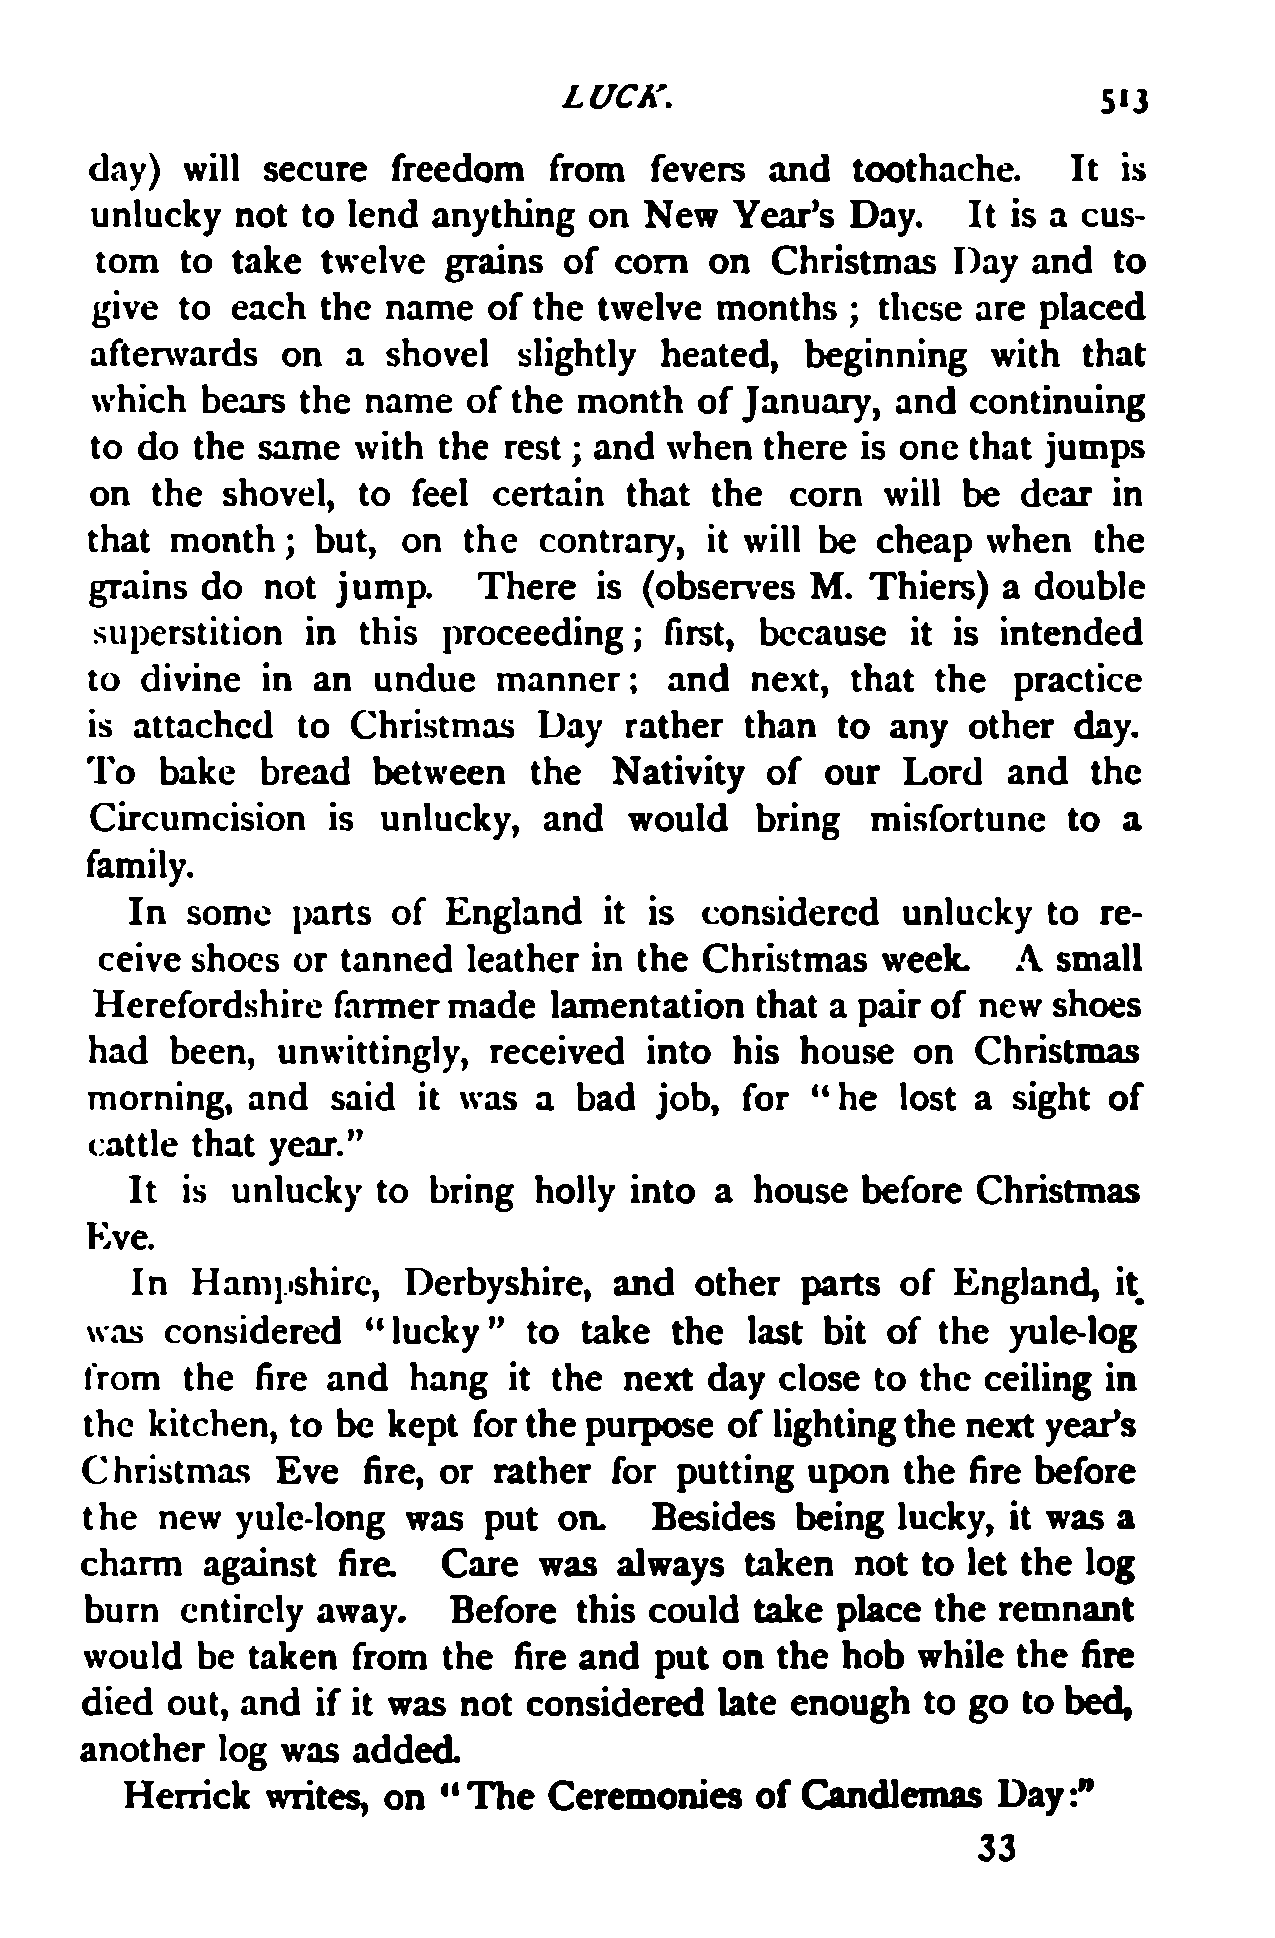 LUCK. 513
day) will secure freedom from fevers and toothache. It is
unlucky not to lend anything on New Year's Day. It is a cus-
tom to take twelve grains of corn on Christmas Day and to
give to each the name of the twelve months ; these are placed
afterwards on a shovel slightly heated, beginning with that
which bears the name of the month of January, and continuing
to do the same with the rest ; and when there is one that jumps
on the shovel, to feel certain that the corn will be dear in
that month ; but, on the contrary, it will be cheap when the
grains do not jump. There is (observes M. Thiers) a double
superstition in this proceeding ; first, because it is intended
to divine in an undue manner ; and next, that the practice
is attached to Christmas Day rather than to any other day.
To bake bread between the Nativity of our Lord and the
Circumcision is unlucky, and would bring misfortune to a
family.
In some parts of England it is considered unlucky to re-
ceive shoes or tanned leather in the Christmas week. A small
Herefordshire farmer made lamentation that a pair of new shoes
had been, unwittingly, received into his house on Christmas
morning, and said it was a bad job, for "he lost a sight of
cattle that year."
It is unlucky to bring holly into a house before Christmas
Eve.
In Hampshire, Derbyshire, and other parts of England, it
was considered "lucky" to take the last bit of the yule-log
from the fire and hang it the next day close to the ceiling in
the kitchen, to be kept for the purpose of lighting the next year's
Christmas Eve fire, or rather for putting upon the fire before
the new yule-long was put on. Besides being lucky, it was a
charm against fire. Care was always taken not to let the log
burn entirely away. Before this could take place the remnant
would be taken from the fire and put on the hob while the fire
died out, and if it was not considered late enough to go to bed,
another log was added.
Herrick writes, on "The Ceremonies of Candlemas Day:"
33